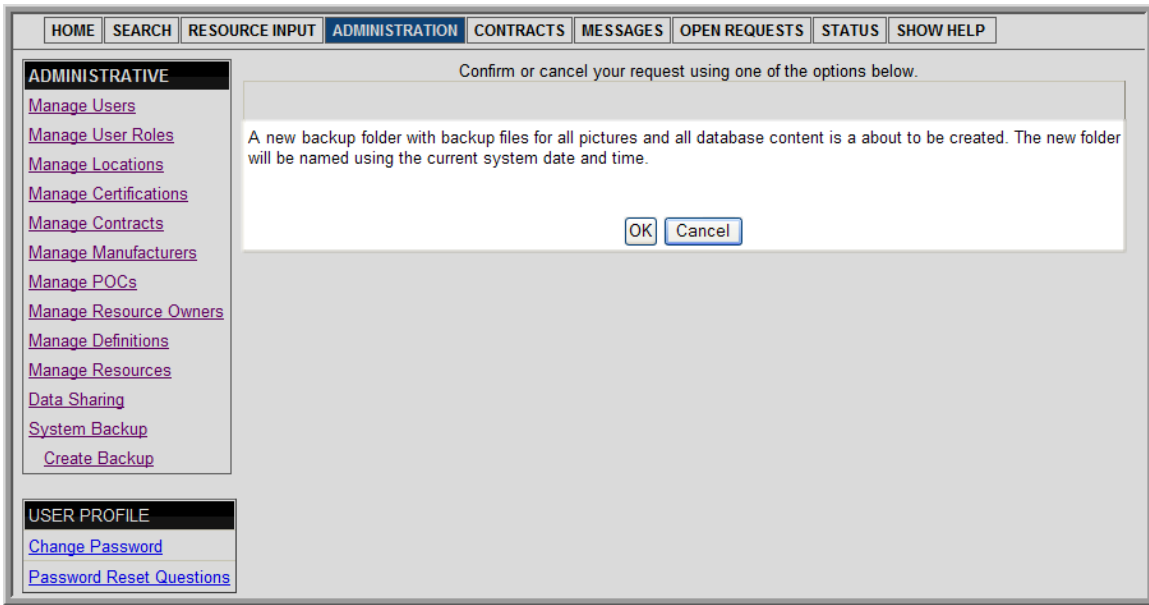 HOME SEARCH RESOURCE INPUT ADMINISTRATION CONTRACTS MESSAGES OPEN REQUESTS STATUS SHOW HELP
ADMINISTRATIVE
Manage Users
Manage User Roles
Manage Locations
Manage Certifications
Manage Contracts
Manage Manufacturers
Manage POCs
Manage Resource Owners
Manage Definitions
Manage Resources
Data Sharing
System Backup
Create Backup
USER PROFILE
Change Password
Password Reset Questions
Confirm or cancel your request using one of the options below.
A new backup folder with backup files for all pictures and all database content is a about to be created. The new folder
will be named using the current system date and time.
OK Cancel